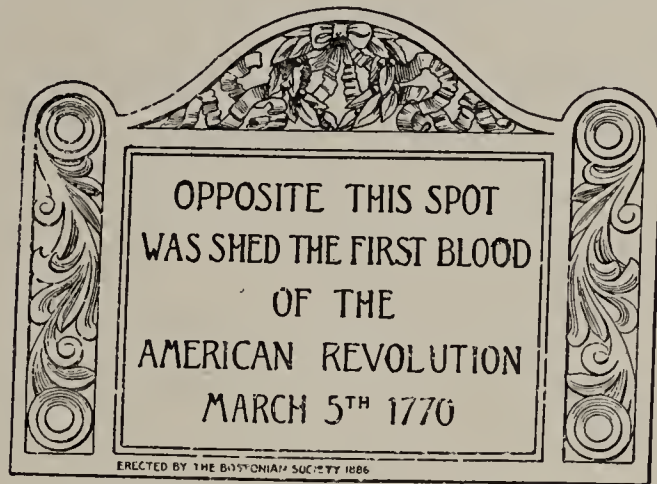 OPPOSITE THIS SPOT
WAS SHED THE FIRST BLOOD
OF THE
AMERICAN REVOLUTION
MARCH 5TH 1770
ERECTED BY THE BOSTONIAN SOCIETY 1886